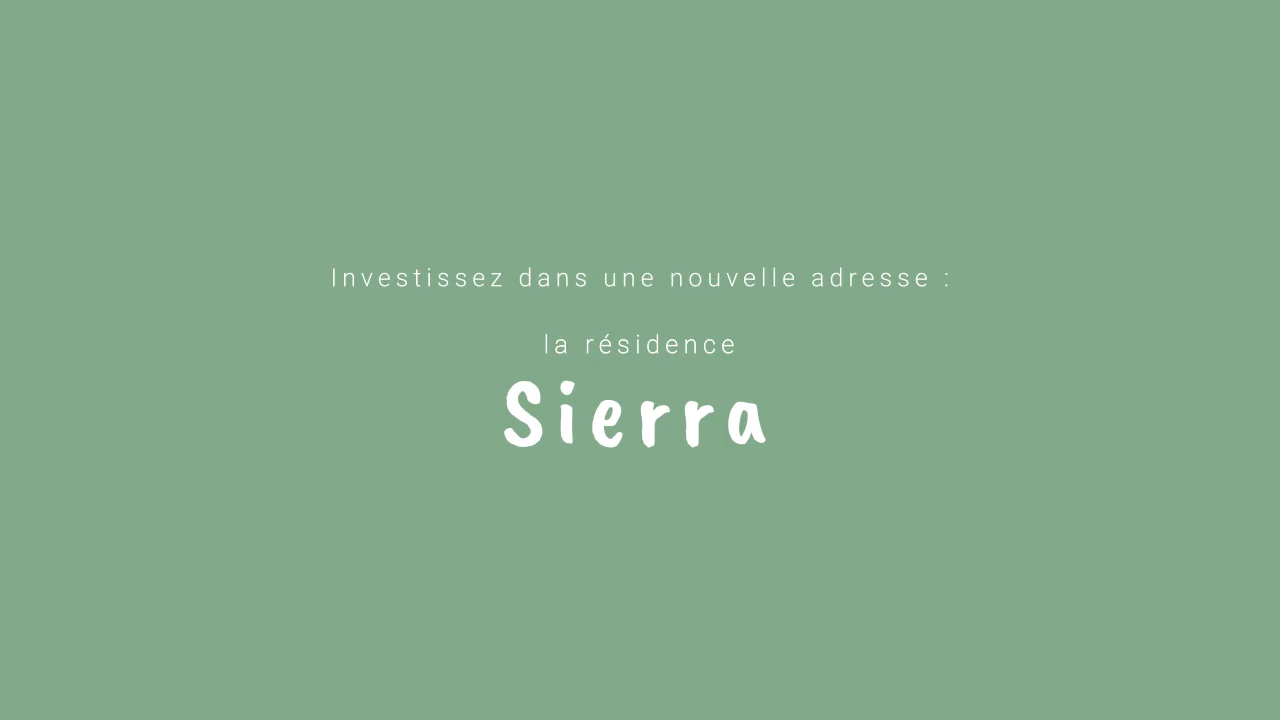 Investissez dans une nouvelle adresse :
la résidence
Sierra